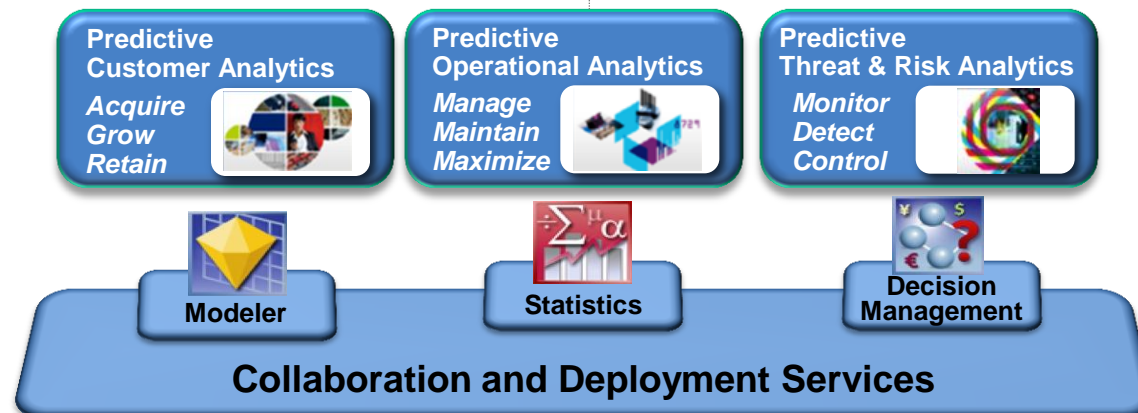 Predictive
Customer Analytics
Acquire
Grow
Retain
Predictive
Operational Analytics
Manage
Maintain
Maximize
Predictive
Threat & Risk Analytics
Monitor
Detect
Control
÷Σμα
¥ $
€ ?
Modeler
Statistics
Decision
Management
Collaboration and Deployment Services